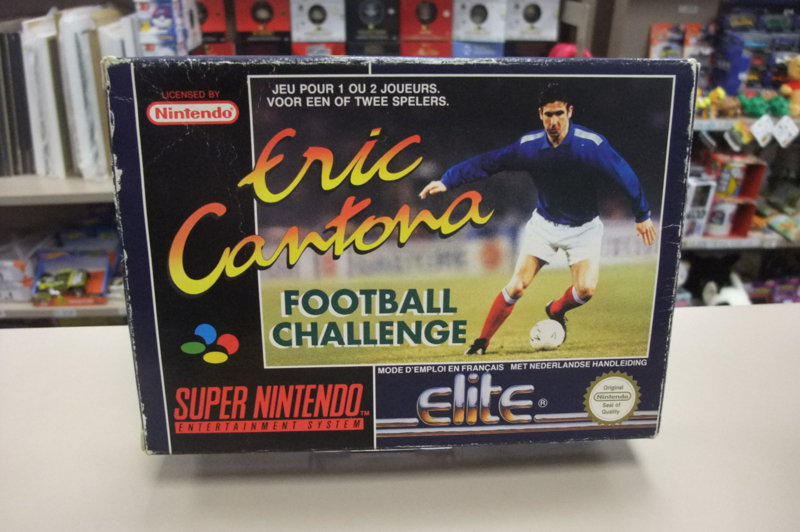 LICENSED BY
Nintendo
JEU POUR 1 OU 2 JOUEURS.
VOOR EEN OF TWEE SPELERS.
Eric
Cantona
FOOTBALL
CHALLENGE
MODE D'EMPLOI EN FRANÇAIS MET NEDERLANDSE HANDLEIDING
SUPER NINTENDO TM
ENTERTAINMENT SYSTEM
elite ®
Original
Nintendo
Seal of
Quality